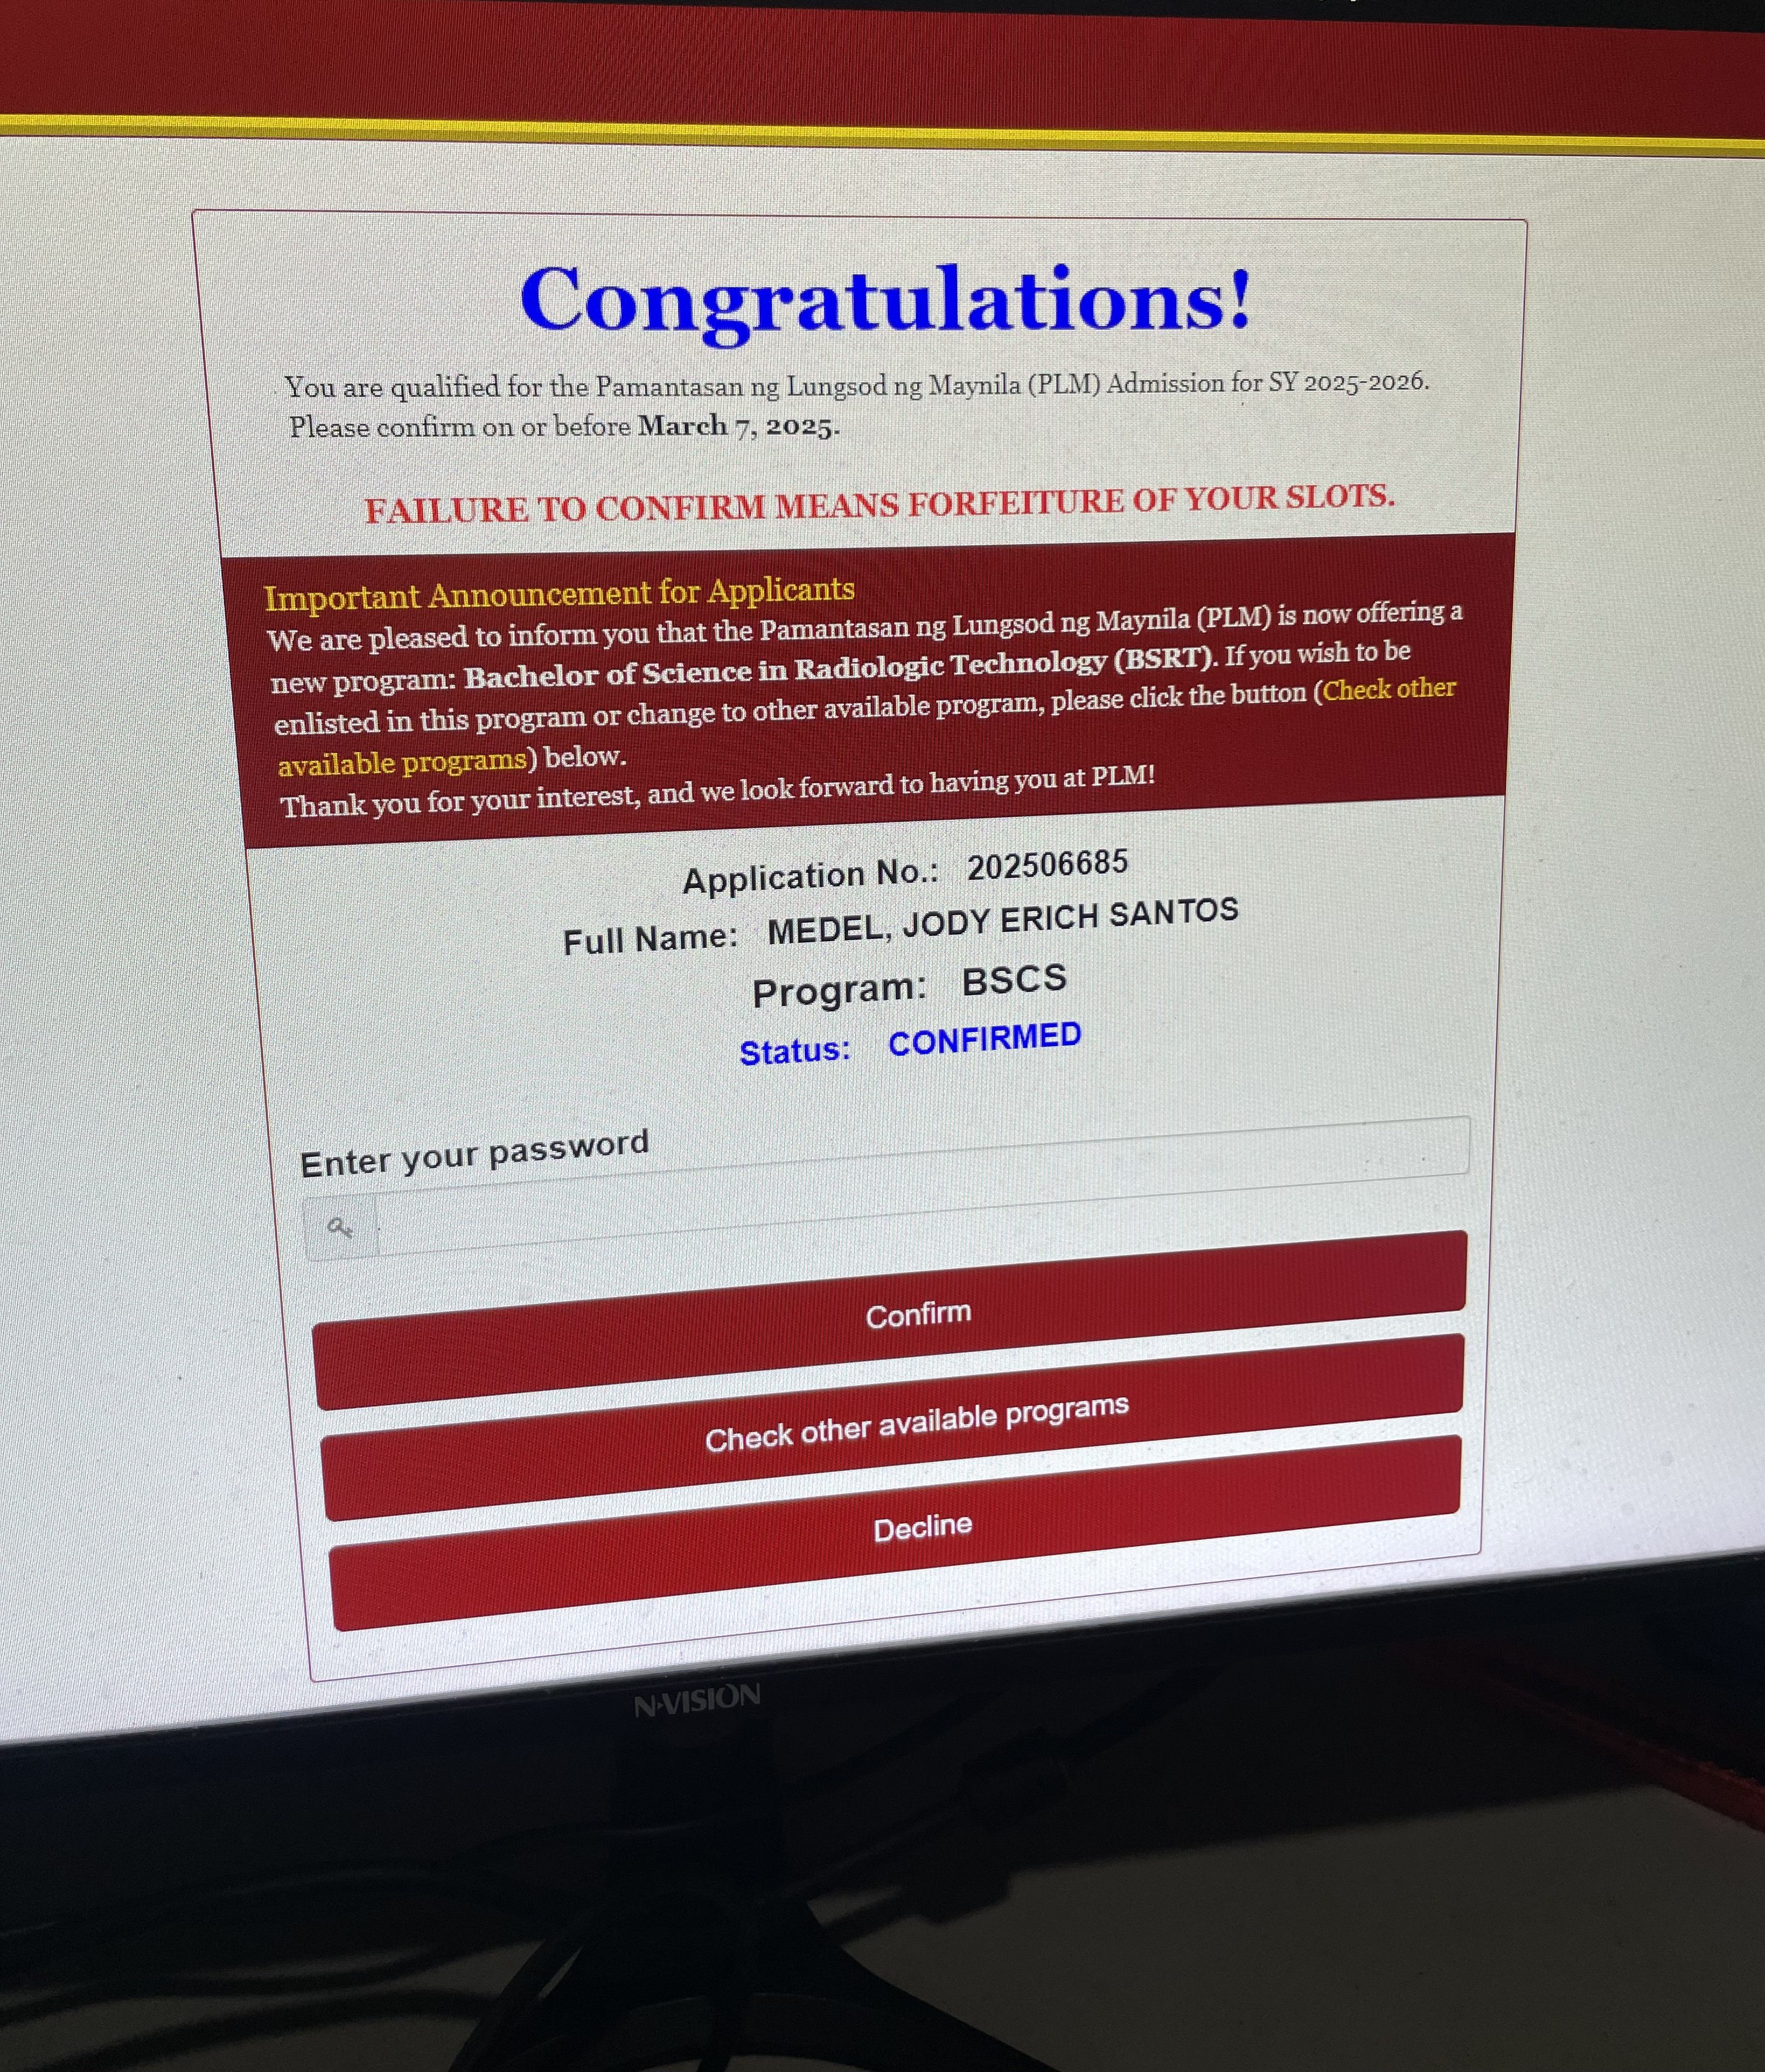 Congratulations!
You are qualified for the Pamantasan ng Lungsod ng Maynila (PLM) Admission for SY 2025-2026.
Please confirm on or before March 7, 2025.
FAILURE TO CONFIRM MEANS FORFEITURE OF YOUR SLOTS.
Important Announcement for Applicants
We are pleased to inform you that the Pamantasan ng Lungsod ng Maynila (PLM) is now offering a
new program: Bachelor of Science in Radiologic Technology (BSRT). If you wish to be
enlisted in this program or change to other available program, please click the button (Check other
available programs) below.
Thank you for your interest, and we look forward to having you at PLM!
Application No.: 202506685
Full Name: MEDEL, JODY ERICH SANTOS
Program: BSCS
Status: CONFIRMED
Enter your password
Confirm
Check other available programs
Decline
N-VISION